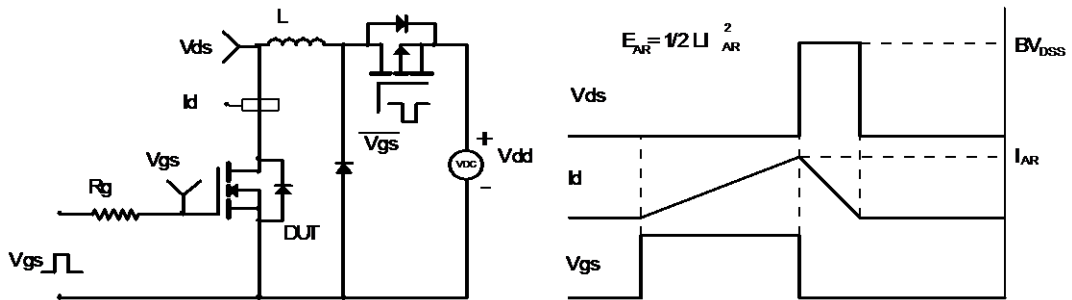 L
Vds
Id
Vgs
Vgs
Rg
DUT
Vgs
+
VDC
Vdd
−
E_AR = 1/2 LI²_AR
BV_DSS
Vds
I_AR
Id
Vgs